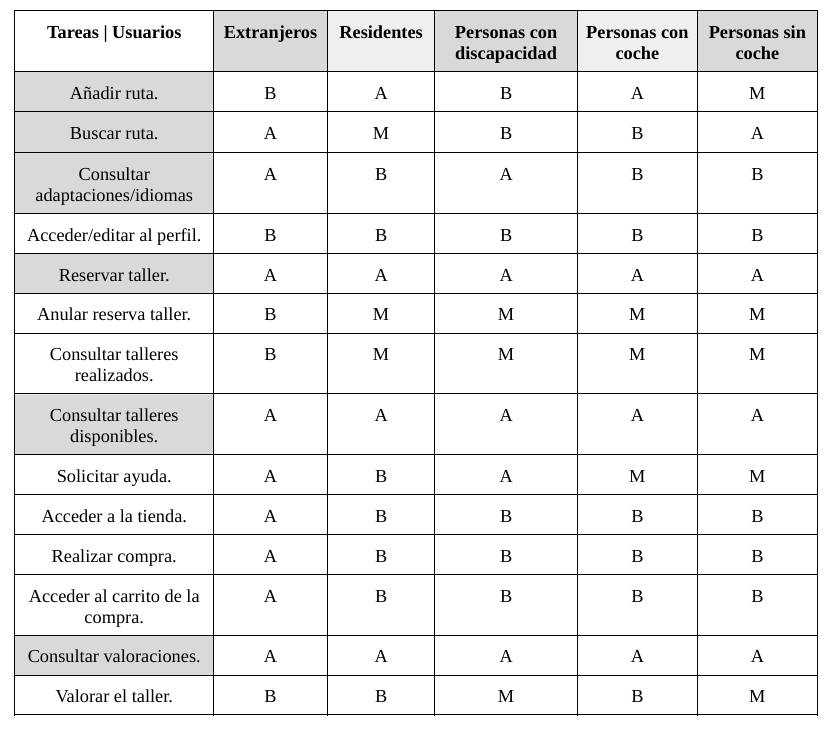 Tareas | Usuarios Extranjeros Residentes Personas con discapacidad Personas con coche Personas sin coche
Añadir ruta. B A B A M
Buscar ruta. A M B B A
Consultar adaptaciones/idiomas A B A B B
Acceder/editar al perfil. B B B B B
Reservar taller. A A A A A
Anular reserva taller. B M M M M
Consultar talleres realizados. B M M M M
Consultar talleres disponibles. A A A A A
Solicitar ayuda. A B A M M
Acceder a la tienda. A B B B B
Realizar compra. A B B B B
Acceder al carrito de la compra. A B B B B
Consultar valoraciones. A A A A A
Valorar el taller. B B M B M